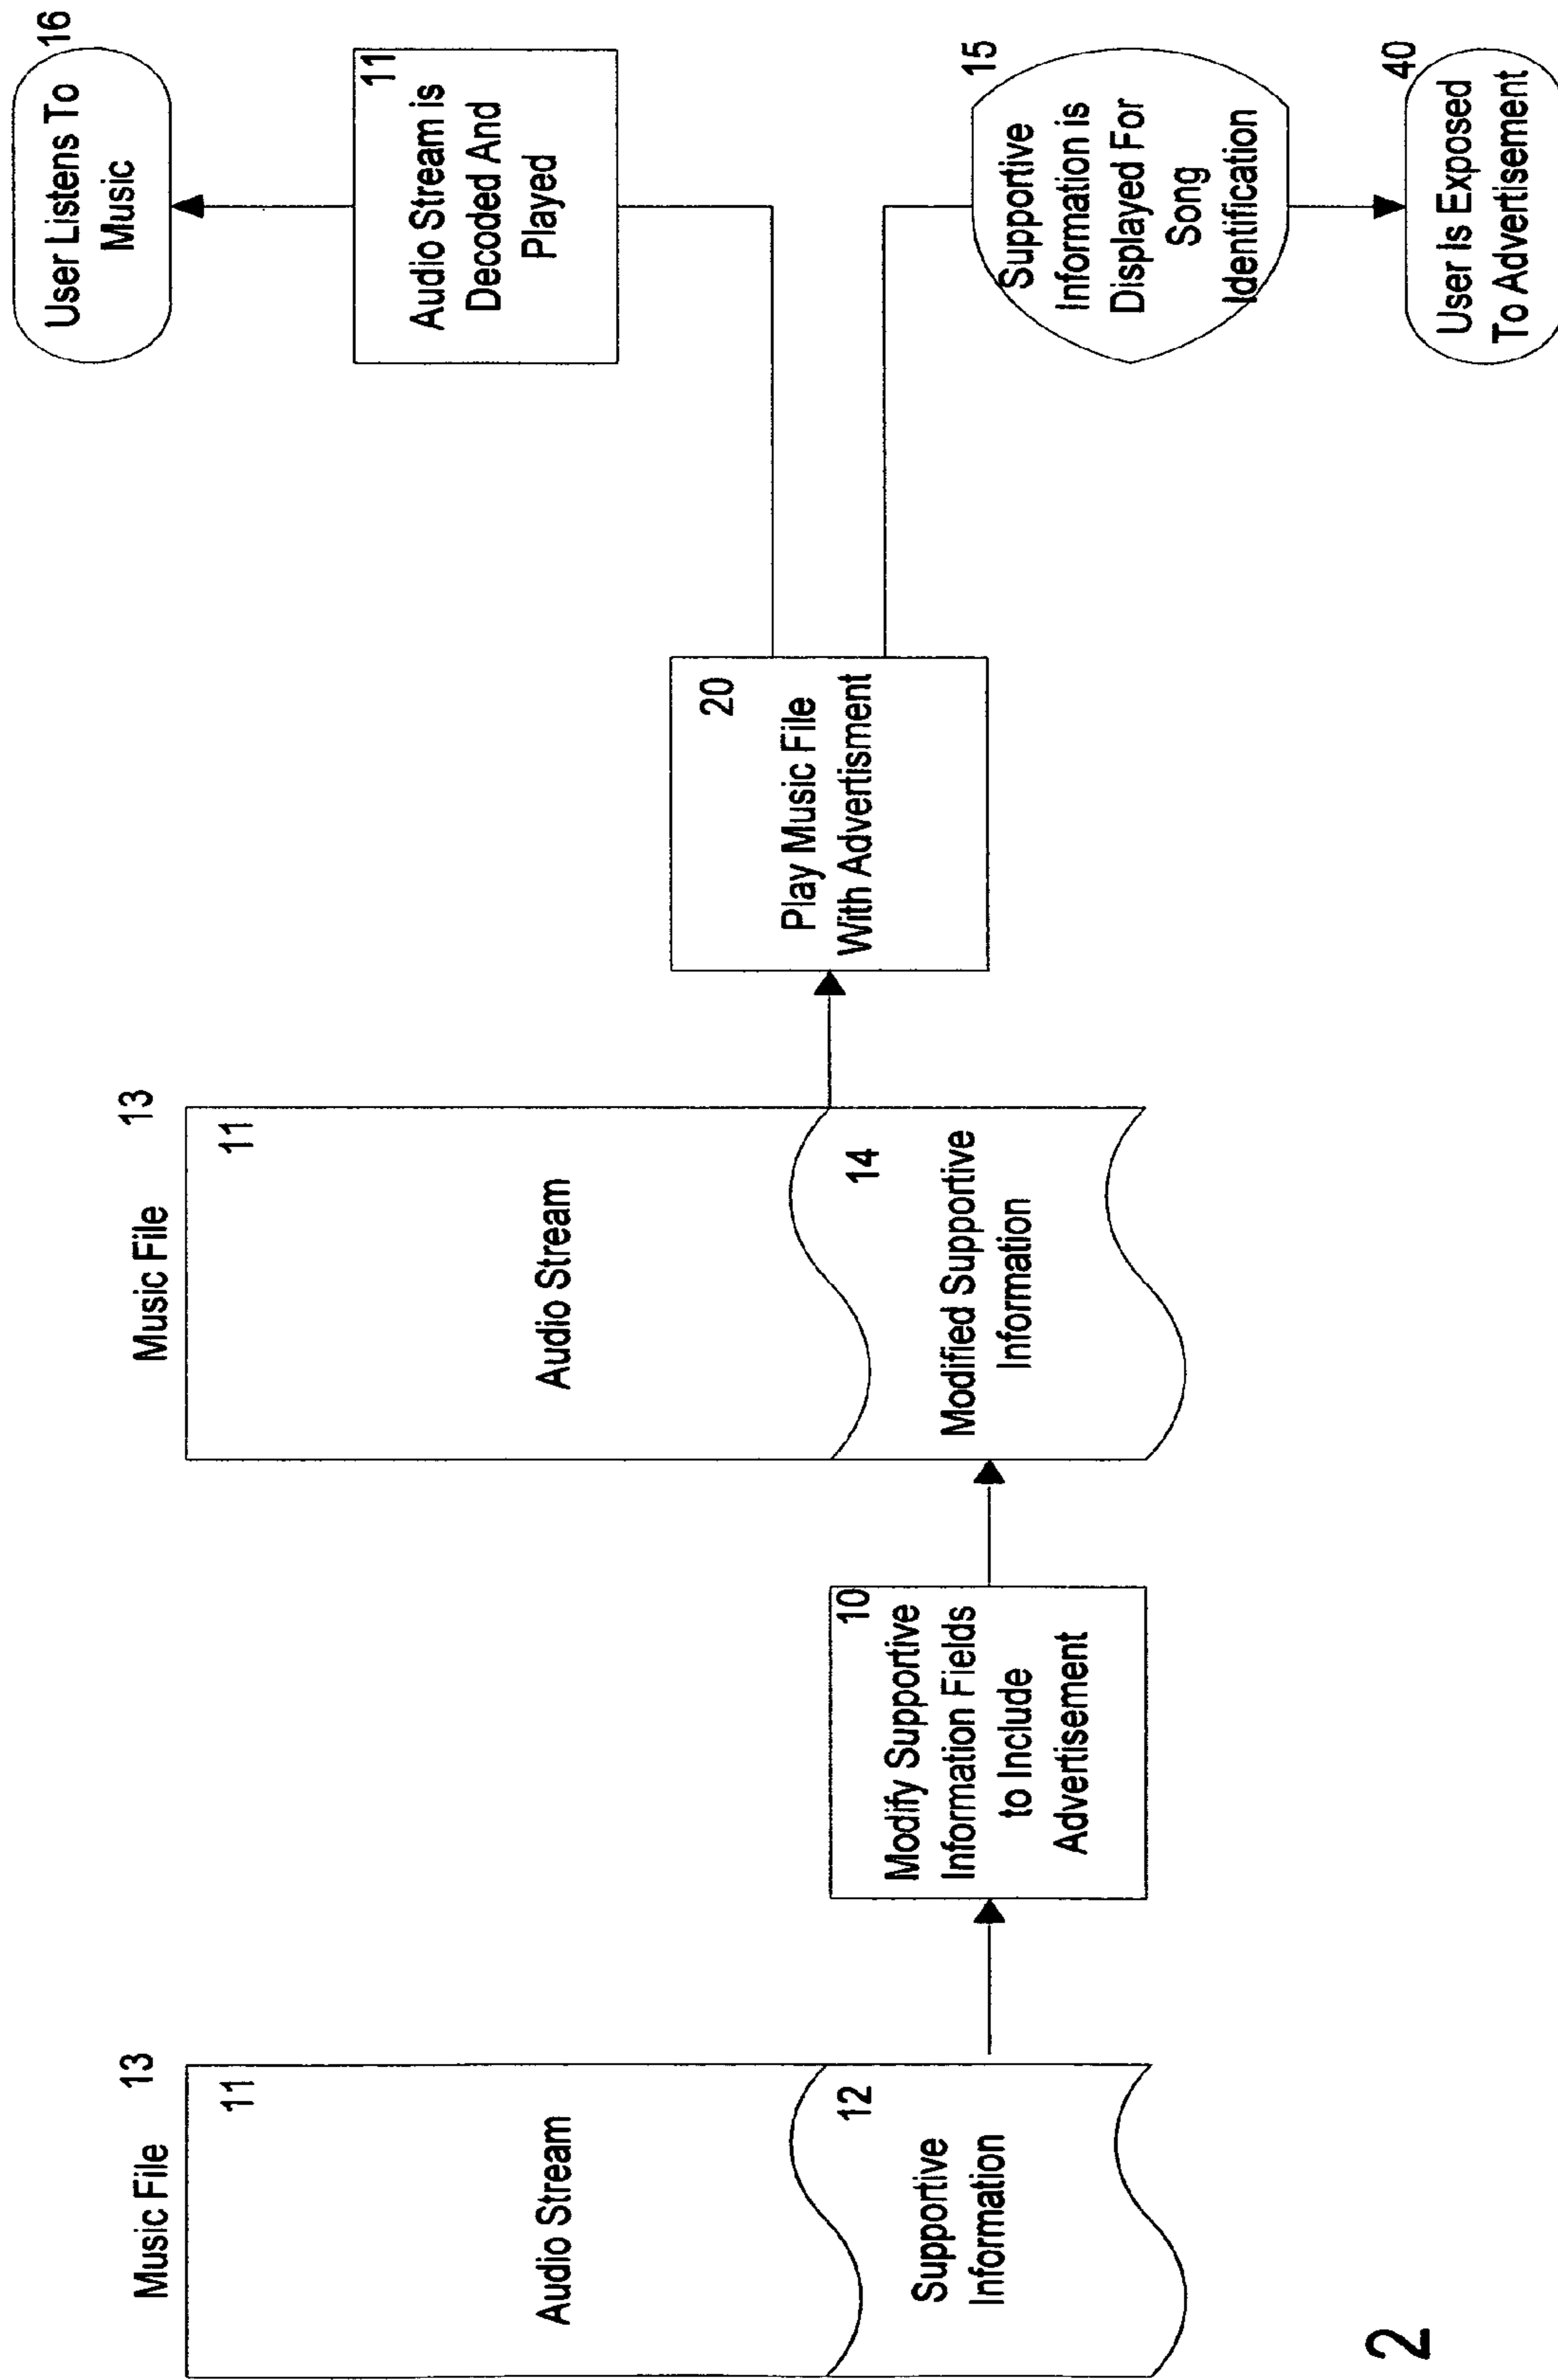 Music File 13
11
Audio Stream
12
Supportive
Information
10
Modify Supportive
Information Fields
to Include
Advertisement
Music File 13
11
Audio Stream
14
Modified Supportive
Information
20
Play Music File
With Advertisment
User Listens To
Music
16
11
Audio Stream is
Decoded And
Played
15
Supportive
Information is
Displayed For
Song
Identification
40
User Is Exposed
To Advertisement
2